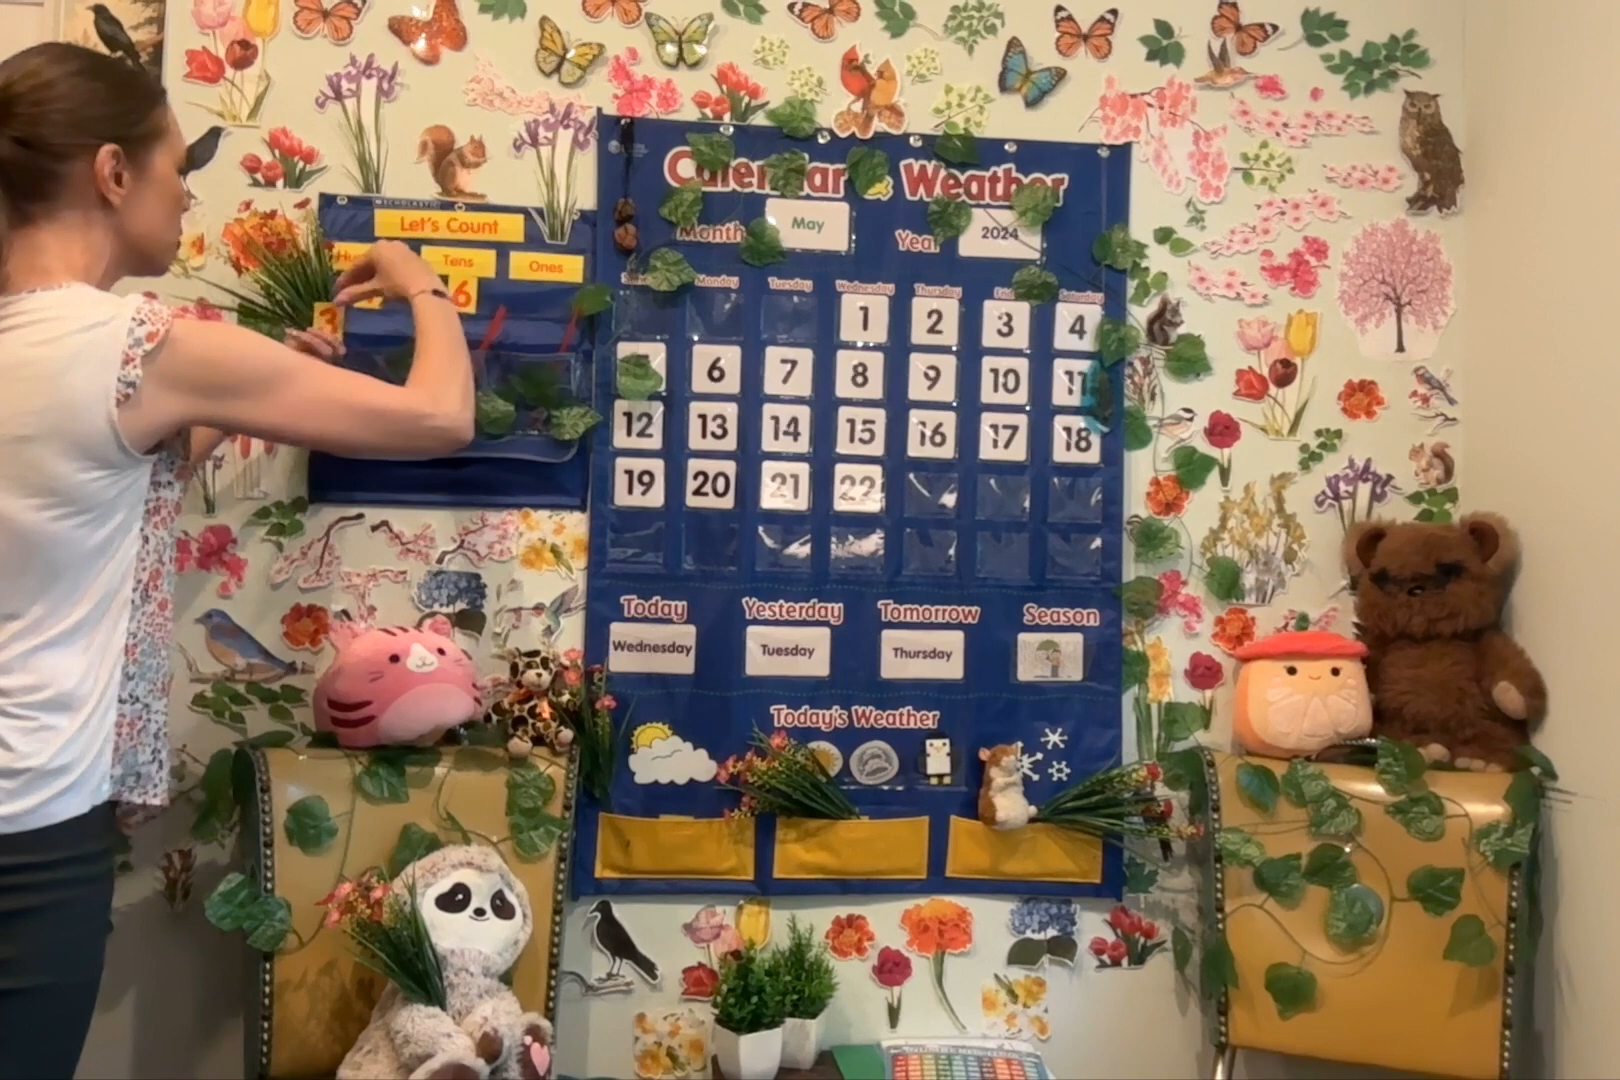 SCHOLASTIC
Let's Count
Tens Ones
3 6
Calendar & Weather
Month May Year 2024
Monday Tuesday Wednesday Thursday Saturday
1 2 3 4
6 7 8 9 10 11
12 13 14 15 16 17 18
19 20 21 22
Today Yesterday Tomorrow Season
Wednesday Tuesday Thursday
Today's Weather